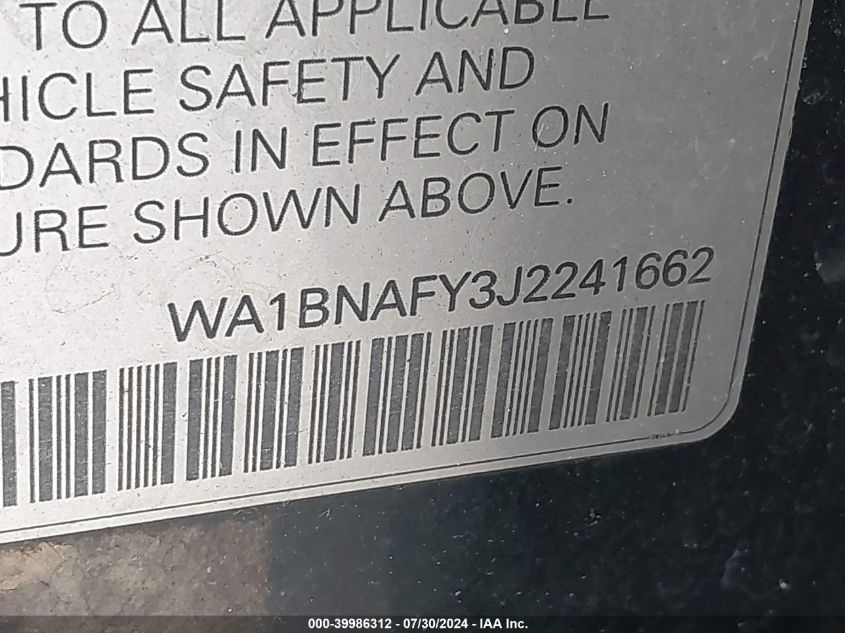 TO ALL APPLICABLE
HICLE SAFETY AND
DARDS IN EFFECT ON
URE SHOWN ABOVE.
WA1BNAFY3J2241662
000-39986312 - 07/30/2024 - IAA Inc.